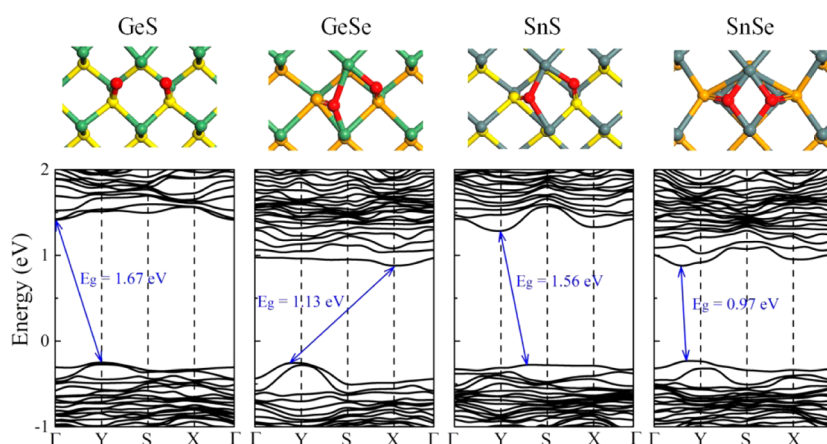 GeS GeSe SnS SnSe
2
1
0
-1
Energy (eV)
Eg = 1.67 eV
Eg = 1.13 eV
Eg = 1.56 eV
Eg = 0.97 eV
Γ Y S X Γ Γ Y S X Γ Γ Y S X Γ Γ Y S X Γ